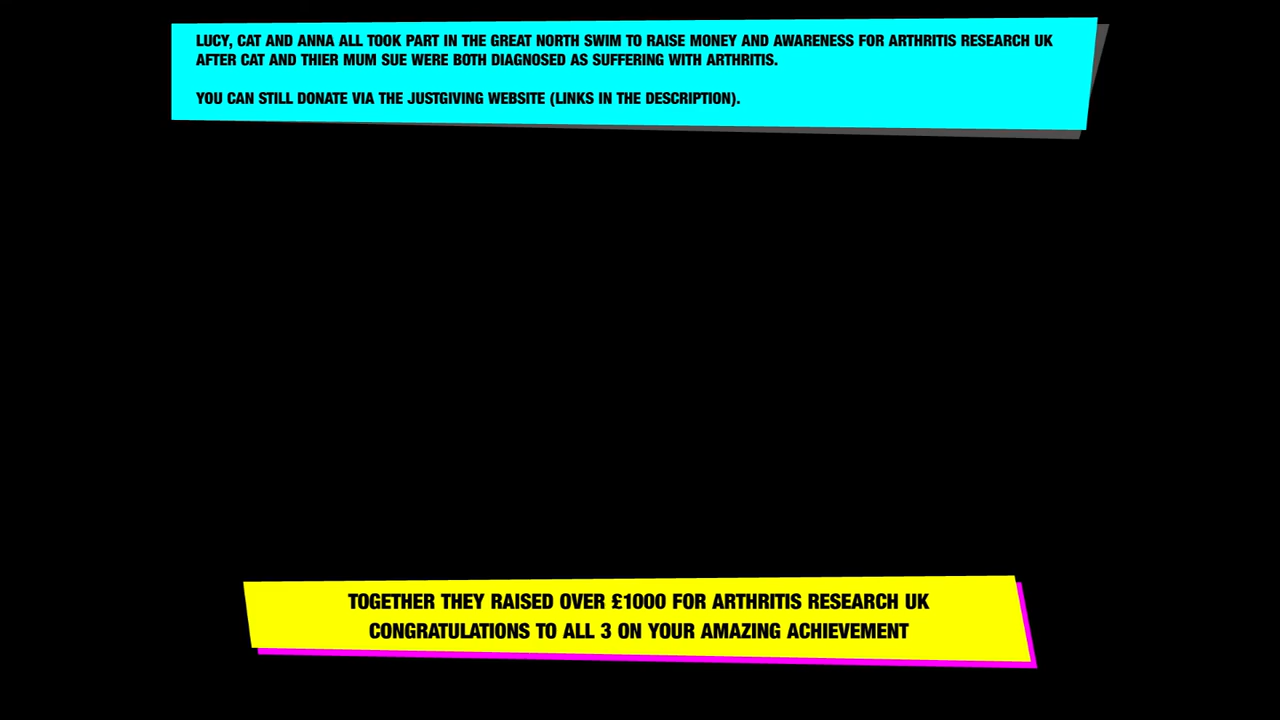 LUCY, CAT AND ANNA ALL TOOK PART IN THE GREAT NORTH SWIM TO RAISE MONEY AND AWARENESS FOR ARTHRITIS RESEARCH UK
AFTER CAT AND THIER MUM SUE WERE BOTH DIAGNOSED AS SUFFERING WITH ARTHRITIS.
YOU CAN STILL DONATE VIA THE JUSTGIVING WEBSITE (LINKS IN THE DESCRIPTION).
TOGETHER THEY RAISED OVER £1000 FOR ARTHRITIS RESEARCH UK
CONGRATULATIONS TO ALL 3 ON YOUR AMAZING ACHIEVEMENT